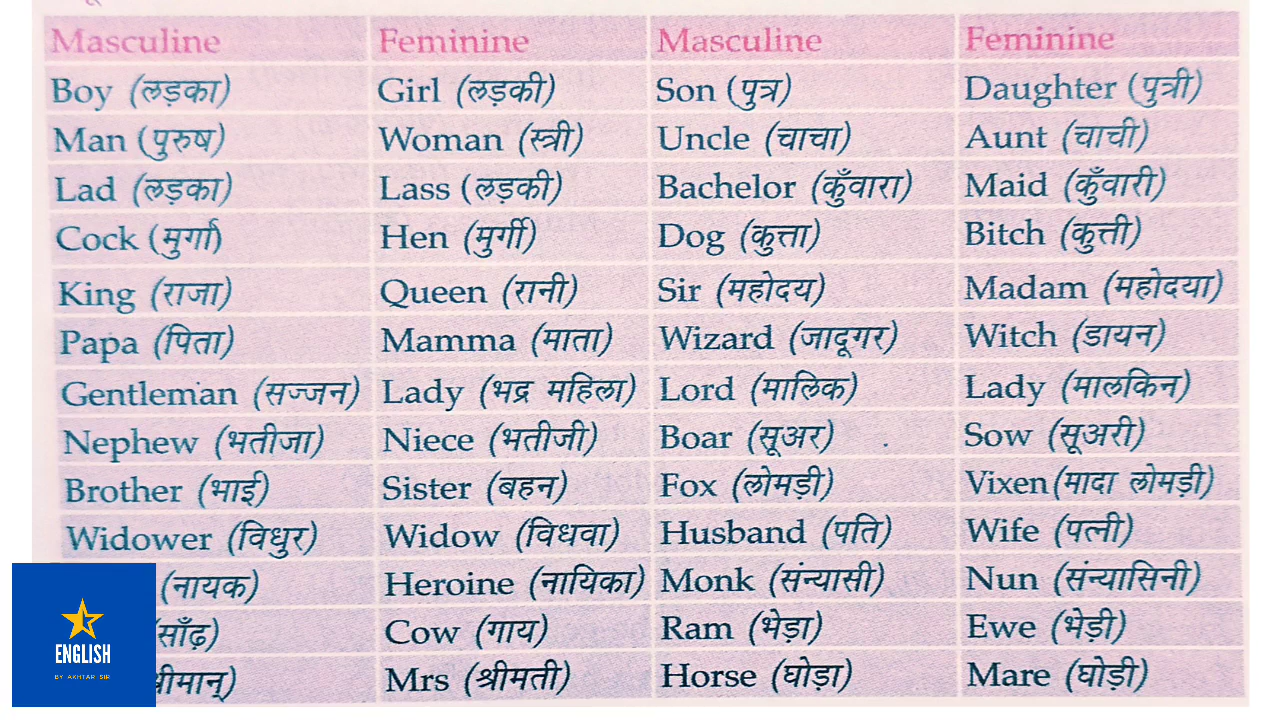 Masculine Feminine Masculine Feminine
Boy (लड़का) Girl (लड़की) Son (पुत्र) Daughter (पुत्री)
Man (पुरुष) Woman (स्त्री) Uncle (चाचा) Aunt (चाची)
Lad (लड़का) Lass (लड़की) Bachelor (कुँवारा) Maid (कुँवारी)
Cock (मुर्गा) Hen (मुर्गी) Dog (कुत्ता) Bitch (कुत्ती)
King (राजा) Queen (रानी) Sir (महोदय) Madam (महोदया)
Papa (पिता) Mamma (माता) Wizard (जादूगर) Witch (डायन)
Gentleman (सज्जन) Lady (भद्र महिला) Lord (मालिक) Lady (मालकिन)
Nephew (भतीजा) Niece (भतीजी) Boar (सूअर) Sow (सूअरी)
Brother (भाई) Sister (बहन) Fox (लोमड़ी) Vixen (मादा लोमड़ी)
Widower (विधुर) Widow (विधवा) Husband (पति) Wife (पत्नी)
(नायक) Heroine (नायिका) Monk (संन्यासी) Nun (संन्यासिनी)
(साँढ़) Cow (गाय) Ram (भेड़ा) Ewe (भेड़ी)
Mrs (श्रीमती) Horse (घोड़ा) Mare (घोड़ी)
ENGLISH
BY AKHTAR SIR